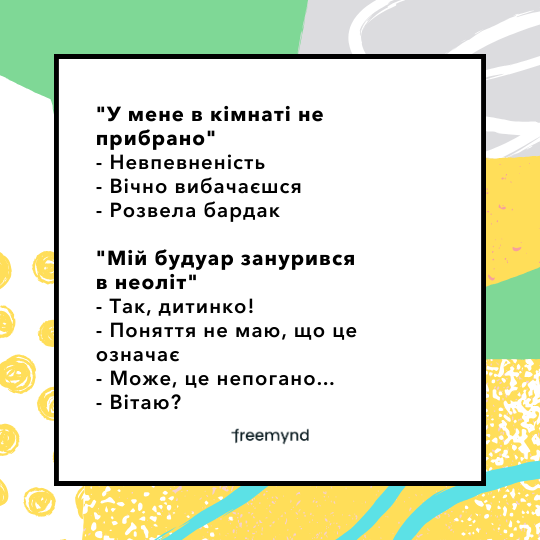 "У мене в кімнаті не
прибрано"
- Невпевненість
- Вічно вибачаєшся
- Розвела бардак
"Мій будуар занурився
в неоліт"
- Так, дитинко!
- Поняття не маю, що це
означає
- Може, це непогано...
- Вітаю?
freemynd